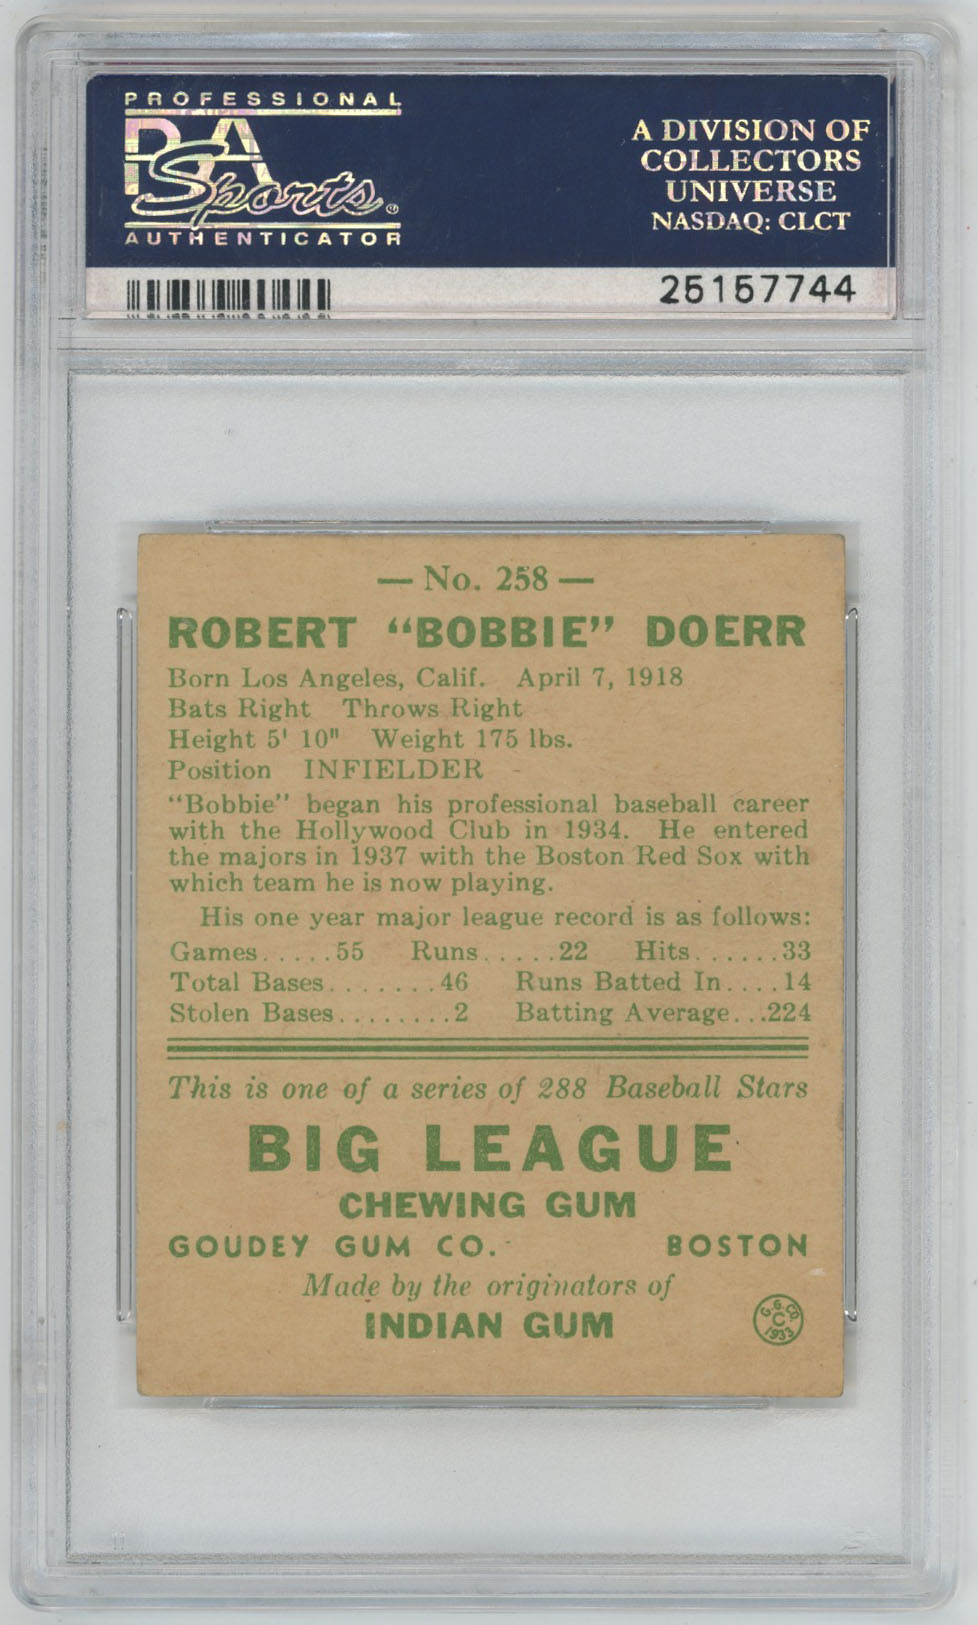 PROFESSIONAL
PSA
Sports®
AUTHENTICATOR
A DIVISION OF
COLLECTORS
UNIVERSE
NASDAQ: CLCT
25157744
— No. 258 —
ROBERT “BOBBIE” DOERR
Born Los Angeles, Calif. April 7, 1918
Bats Right Throws Right
Height 5' 10" Weight 175 lbs.
Position INFIELDER
“Bobbie” began his professional baseball career
with the Hollywood Club in 1934. He entered
the majors in 1937 with the Boston Red Sox with
which team he is now playing.
His one year major league record is as follows:
Games.....55 Runs.....22 Hits.......33
Total Bases.......46 Runs Batted In....14
Stolen Bases........2 Batting Average...224
This is one of a series of 288 Baseball Stars
BIG LEAGUE
CHEWING GUM
GOUDEY GUM CO. BOSTON
Made by the originators of
INDIAN GUM
G.G.CO.
C
1933